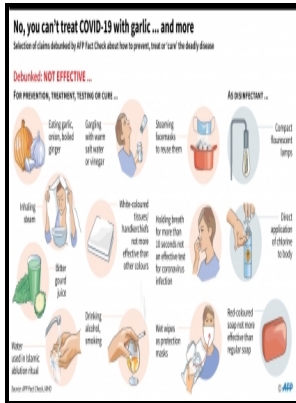 No, you can't treat COVID-19 with garlic ... and more
Selection of claims debunked by AFP Fact Check about how to prevent, treat or 'cure' the deadly disease
Debunked: NOT EFFECTIVE ...
FOR PREVENTION, TREATMENT, TESTING OR CURE ...
AS DISINFECTANT ...
Eating garlic,
onion, boiled
ginger
Gargling
with warm
salt water
or vinegar
Steaming
facemasks
to reuse them
Compact
flourescent
lamps
Inhaling
steam
White-coloured
tissues/
handkerchiefs
not more
effective than
other colours
Holding breath
for more than
10 seconds not
an effective test
for coronavirus
infection
Direct
application
of chlorine
to body
Bitter
gourd
juice
Water
used in Islamic
ablution ritual
Drinking
alcohol,
smoking
Wet wipes
as protection
masks
Red-coloured
soap not more
effective than
regular soap
Source: AFP Fact Check, WHO
© AFP